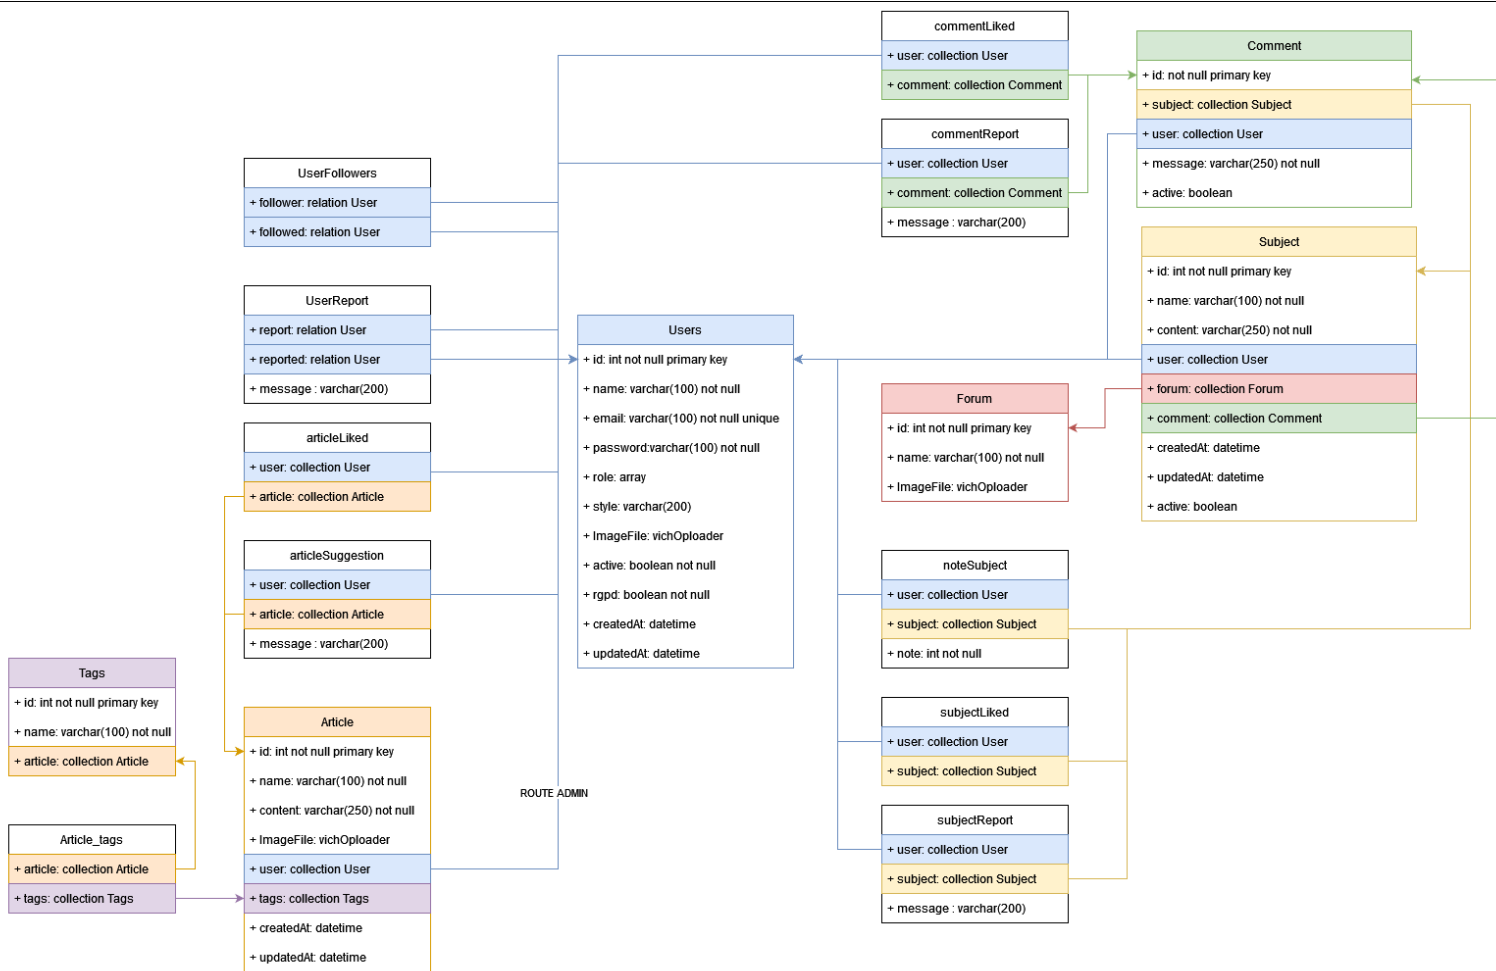 commentLiked
+ user: collection User
+ comment: collection Comment
Comment
+ id: not null primary key
+ subject: collection Subject
+ user: collection User
+ message: varchar(250) not null
+ active: boolean
commentReport
+ user: collection User
+ comment: collection Comment
+ message : varchar(200)
UserFollowers
+ follower: relation User
+ followed: relation User
Subject
+ id: int not null primary key
+ name: varchar(100) not null
+ content: varchar(250) not null
+ user: collection User
+ forum: collection Forum
+ comment: collection Comment
+ createdAt: datetime
+ updatedAt: datetime
+ active: boolean
UserReport
+ report: relation User
+ reported: relation User
+ message : varchar(200)
Users
+ id: int not null primary key
+ name: varchar(100) not null
+ email: varchar(100) not null unique
+ password:varchar(100) not null
+ role: array
+ style: varchar(200)
+ ImageFile: vichOploader
+ active: boolean not null
+ rgpd: boolean not null
+ createdAt: datetime
+ updatedAt: datetime
Forum
+ id: int not null primary key
+ name: varchar(100) not null
+ ImageFile: vichOploader
articleLiked
+ user: collection User
+ article: collection Article
articleSuggestion
+ user: collection User
+ article: collection Article
+ message : varchar(200)
noteSubject
+ user: collection User
+ subject: collection Subject
+ note: int not null
Tags
+ id: int not null primary key
+ name: varchar(100) not null
+ article: collection Article
subjectLiked
+ user: collection User
+ subject: collection Subject
Article
+ id: int not null primary key
+ name: varchar(100) not null
+ content: varchar(250) not null
+ ImageFile: vichOploader
+ user: collection User
+ tags: collection Tags
+ createdAt: datetime
+ updatedAt: datetime
ROUTE ADMIN
subjectReport
+ user: collection User
+ subject: collection Subject
+ message : varchar(200)
Article_tags
+ article: collection Article
+ tags: collection Tags